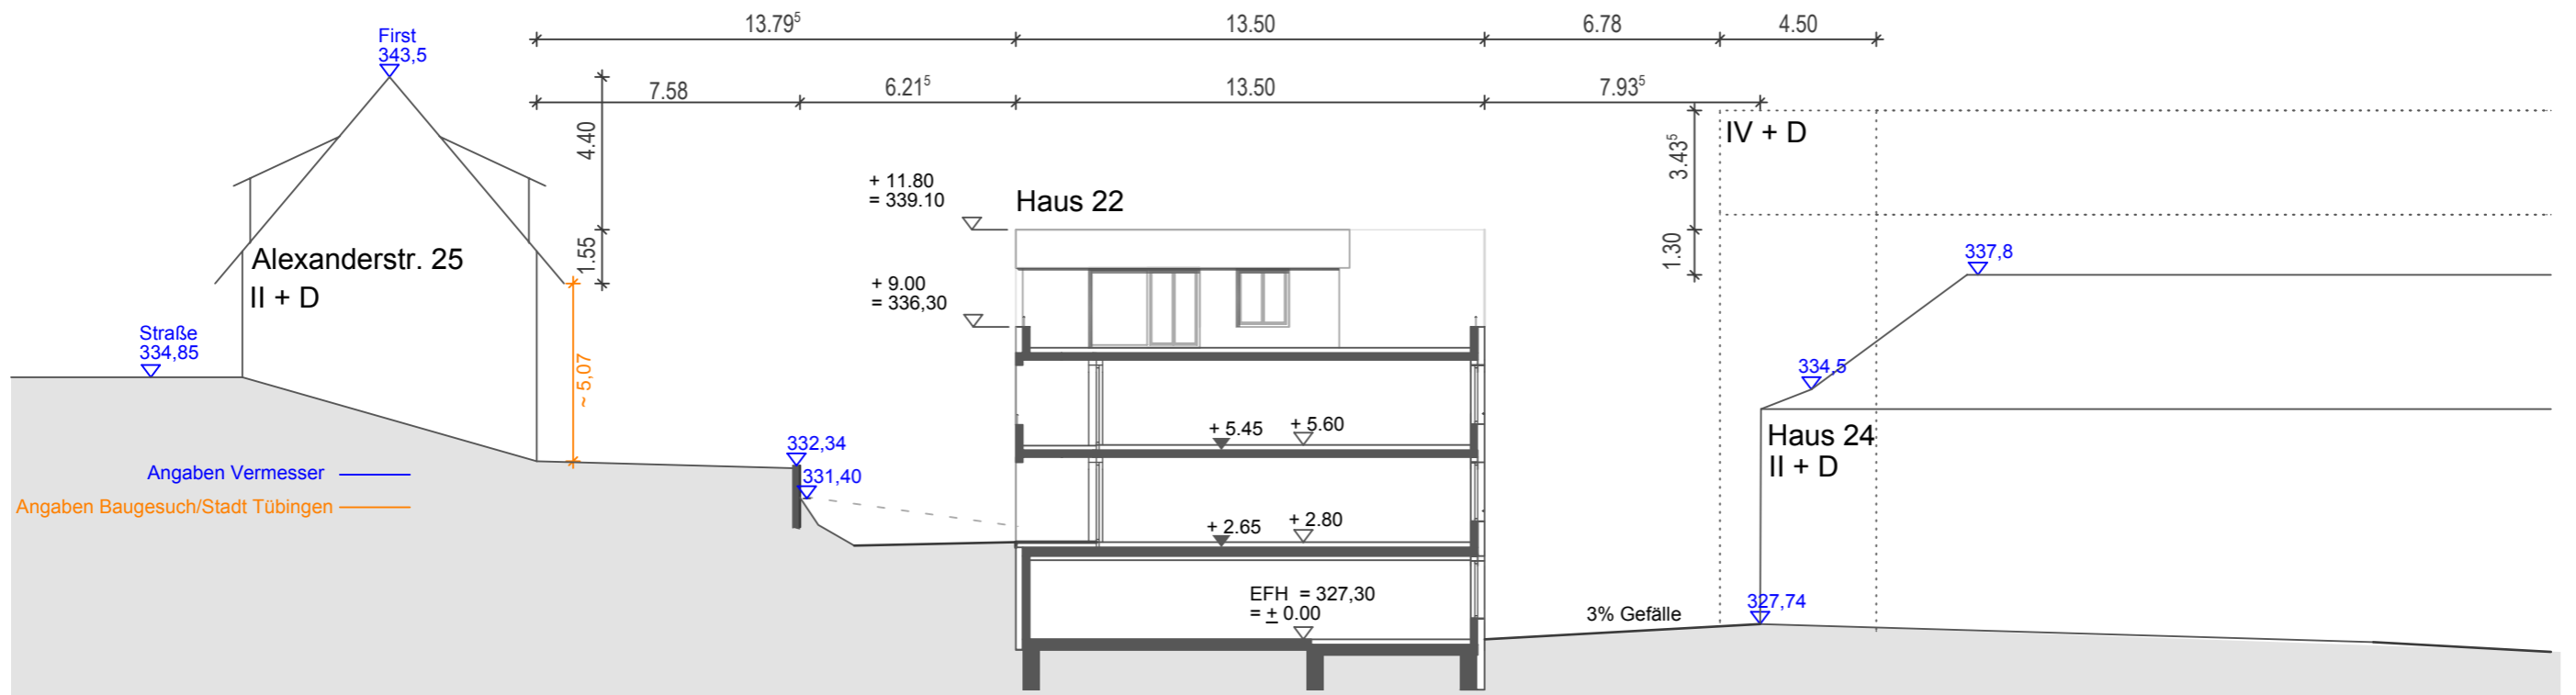 13.79⁵
13.50
6.78
4.50
First
343,5
7.58
6.21⁵
13.50
7.93⁵
4.40
1.55
IV + D
3.43⁵
1.30
+ 11.80
= 339.10
Haus 22
Alexanderstr. 25
II + D
337,8
+ 9.00
= 336,30
Straße
334,85
~ 5,07
334,5
+ 5.45
+ 5.60
332,34
331,40
Haus 24
II + D
Angaben Vermesser
Angaben Baugesuch/Stadt Tübingen
+ 2.65
+ 2.80
EFH = 327,30
= ± 0.00
3% Gefälle
327,74